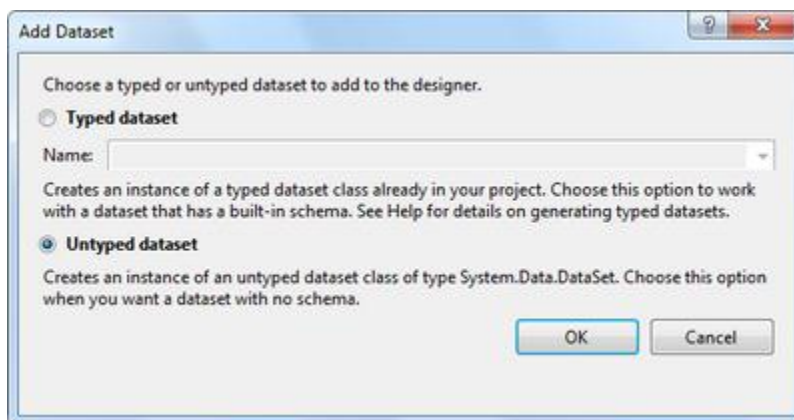 Add Dataset
?
Choose a typed or untyped dataset to add to the designer.
Typed dataset
Name:
Creates an instance of a typed dataset class already in your project. Choose this option to work
with a dataset that has a built-in schema. See Help for details on generating typed datasets.
Untyped dataset
Creates an instance of an untyped dataset class of type System.Data.DataSet. Choose this option
when you want a dataset with no schema.
OK Cancel